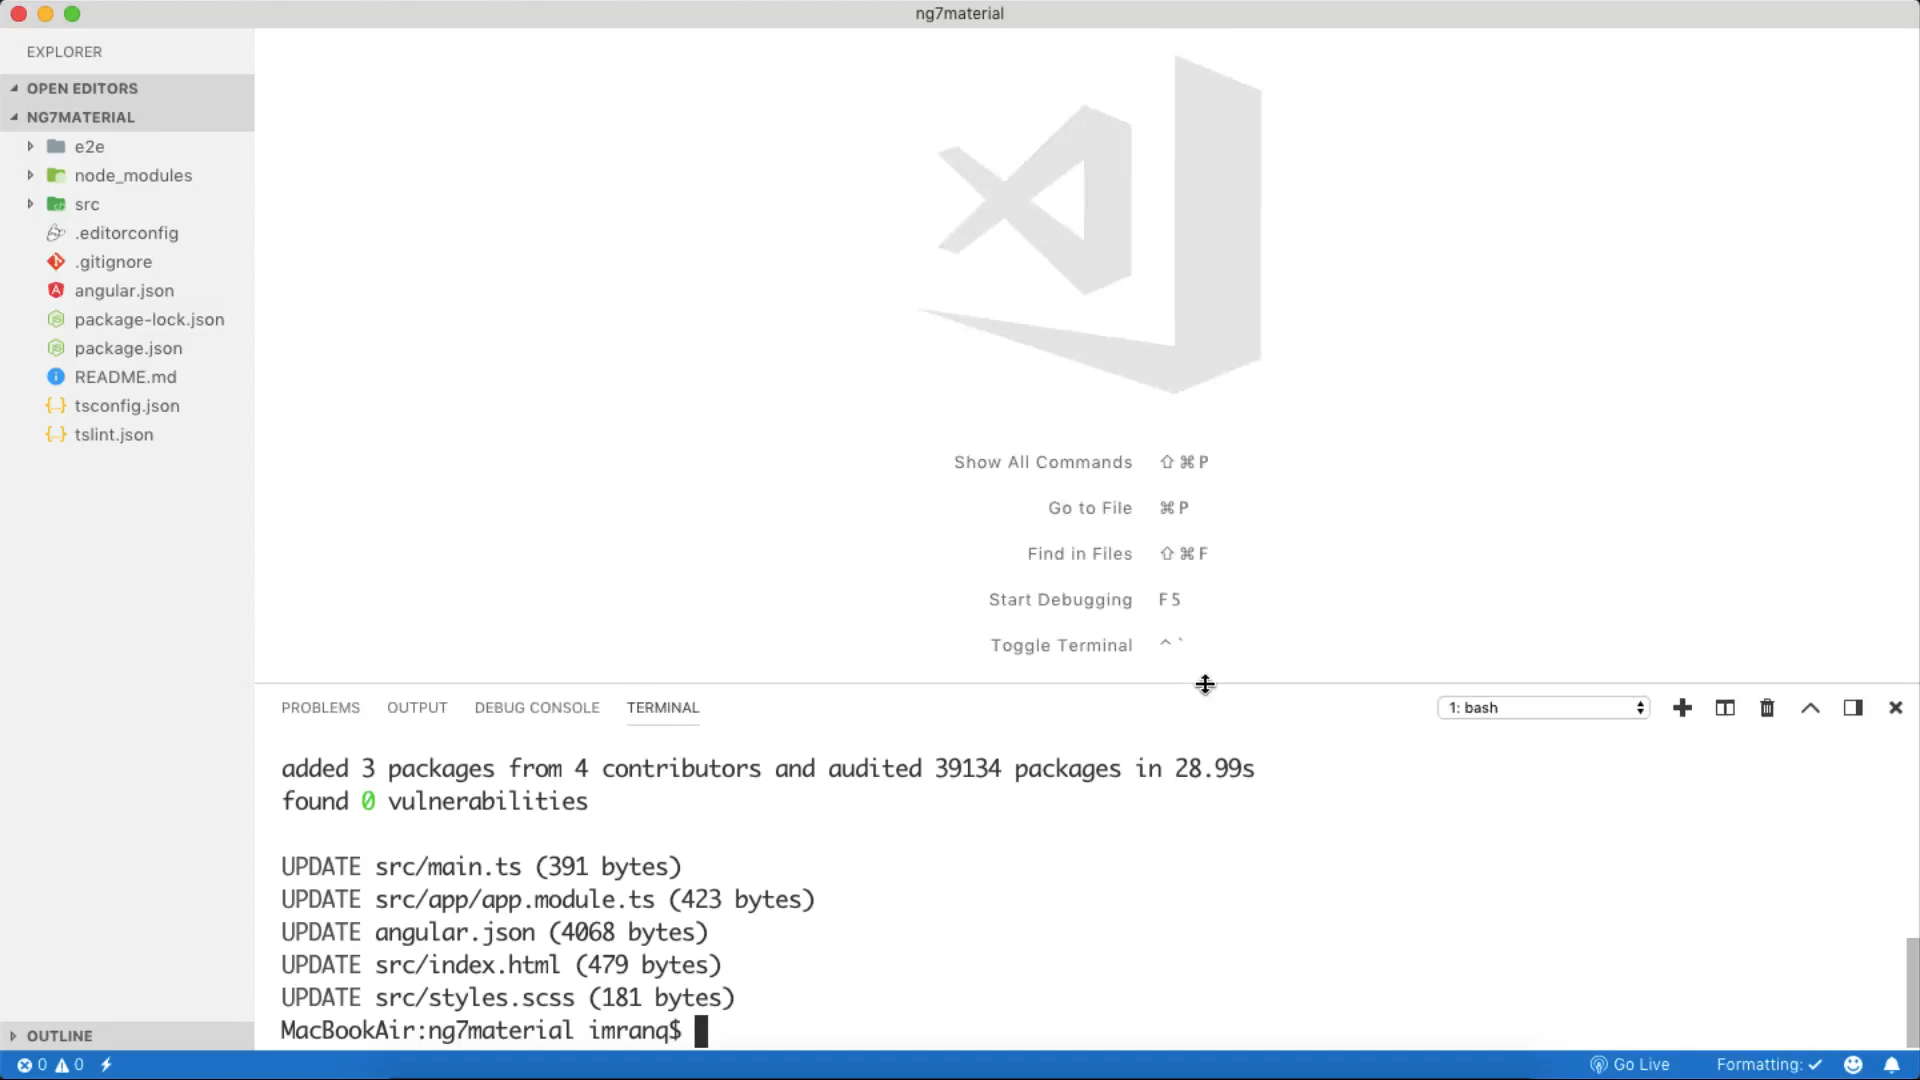 ng7material
EXPLORER
OPEN EDITORS
NG7MATERIAL
e2e
node_modules
src
.editorconfig
.gitignore
angular.json
package-lock.json
package.json
README.md
tsconfig.json
tslint.json
OUTLINE
Show All Commands ⇧⌘P
Go to File ⌘P
Find in Files ⇧⌘F
Start Debugging F5
Toggle Terminal ^`
PROBLEMS OUTPUT DEBUG CONSOLE TERMINAL 1: bash
added 3 packages from 4 contributors and audited 39134 packages in 28.99s
found 0 vulnerabilities
UPDATE src/main.ts (391 bytes)
UPDATE src/app/app.module.ts (423 bytes)
UPDATE angular.json (4068 bytes)
UPDATE src/index.html (479 bytes)
UPDATE src/styles.scss (181 bytes)
MacBookAir:ng7material imranq$
0 0 Go Live Formatting: ✓